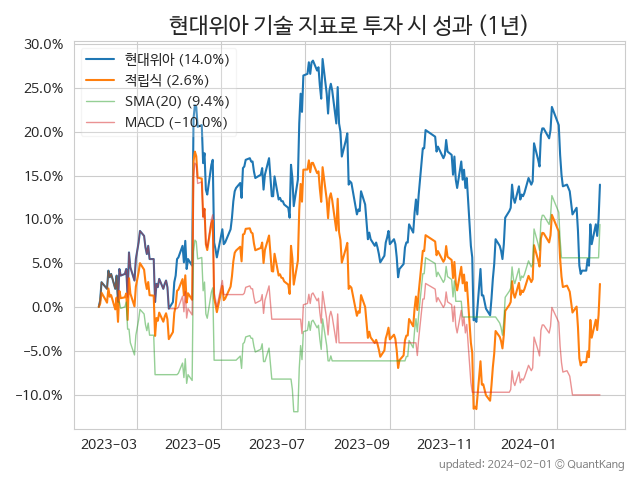 현대위아 기술 지표로 투자 시 성과 (1년)
30.0%
25.0%
20.0%
15.0%
10.0%
5.0%
0.0%
−5.0%
−10.0%
현대위아 (14.0%)
적립식 (2.6%)
SMA(20) (9.4%)
MACD (−10.0%)
2023-03 2023-05 2023-07 2023-09 2023-11 2024-01
updated: 2024-02-01 © QuantKang